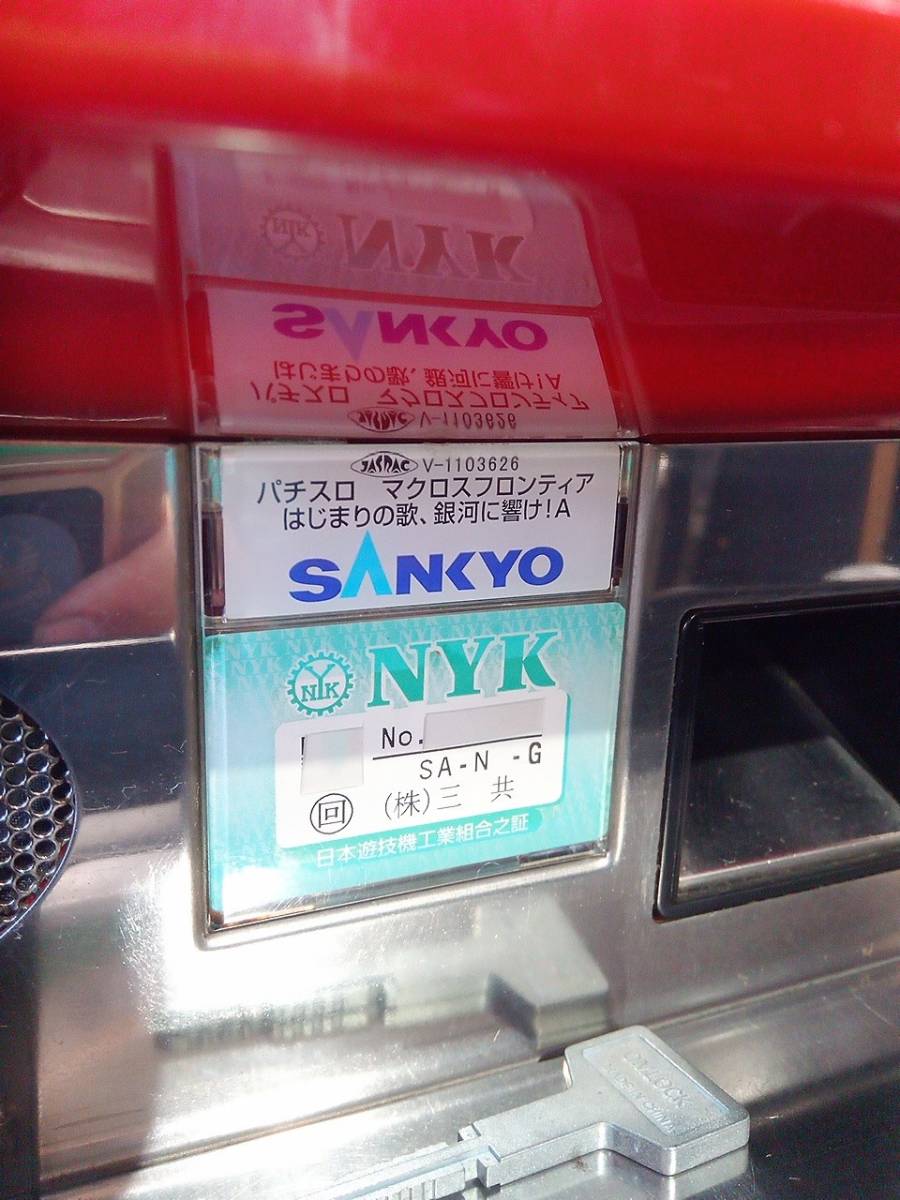 JASRAC V-1103626
パチスロ マクロスフロンティア
はじまりの歌、銀河に響け!A
SANKYO
NYK NYK
No.
SA-N -G
回 (株)三 共
日本遊技機工業組合之証